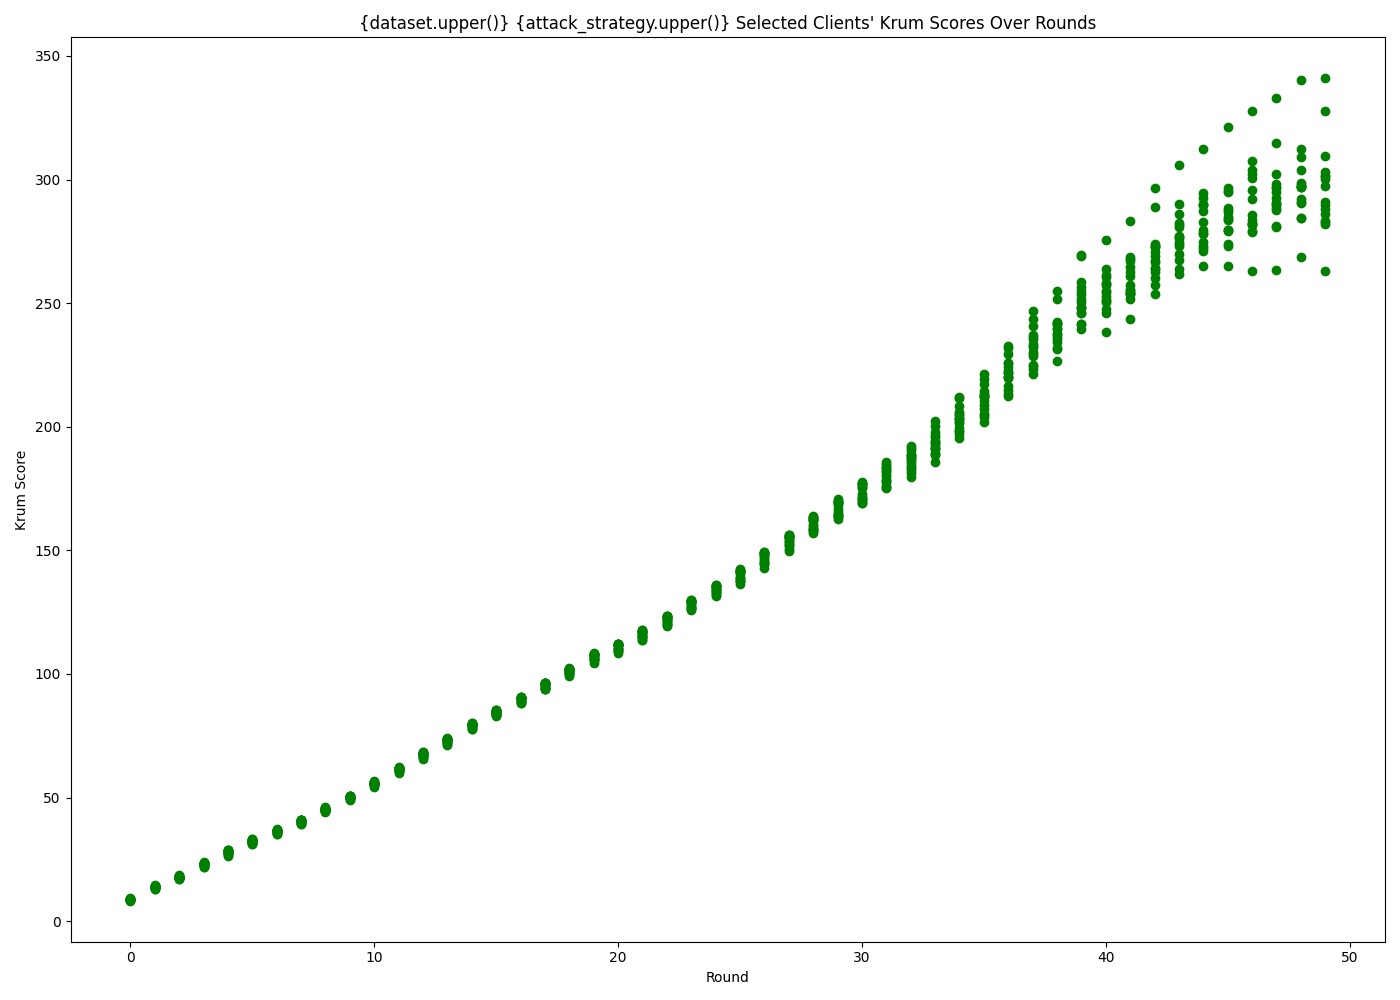 {dataset.upper()} {attack_strategy.upper()} Selected Clients' Krum Scores Over Rounds
350
300
250
200
150
100
50
0
Krum Score
0 10 20 30 40 50
Round